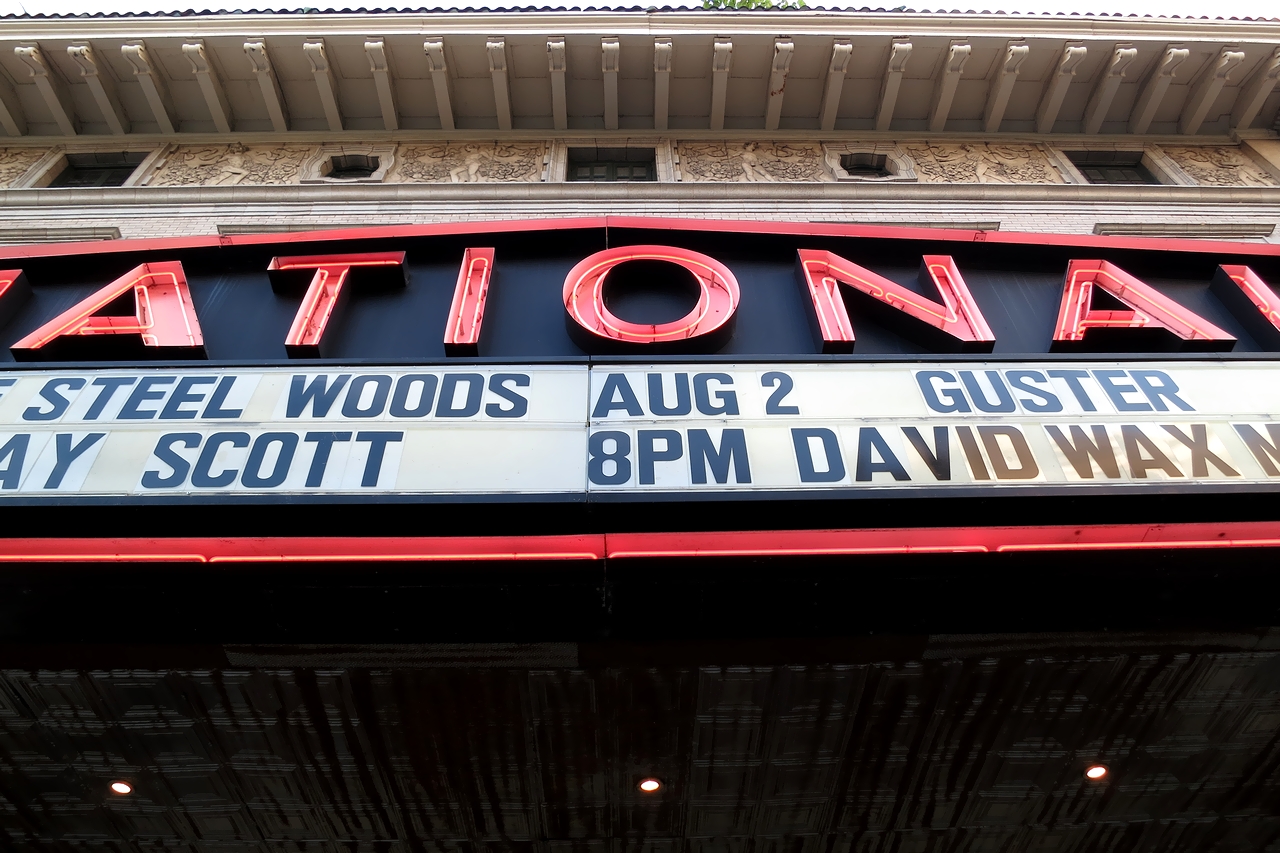 ATIONA
STEEL WOODS AUG 2 GUSTER
AY SCOTT 8PM DAVID WAX M